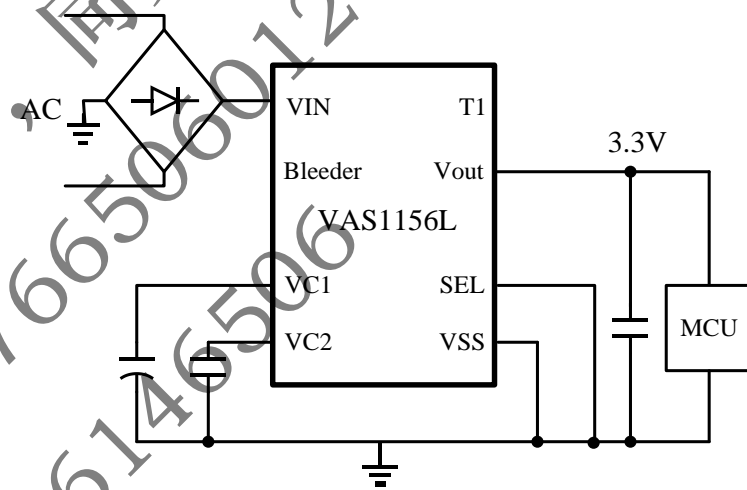 AC
VIN
T1
Bleeder
Vout
3.3V
VAS1156L
VC1
SEL
VC2
VSS
MCU